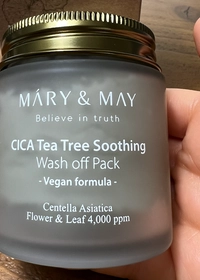 MÁRY & MAY
Believe in truth
CICA Tea Tree Soothing
Wash off Pack
- Vegan formula -
Centella Asiatica
Flower & Leaf 4,000 ppm